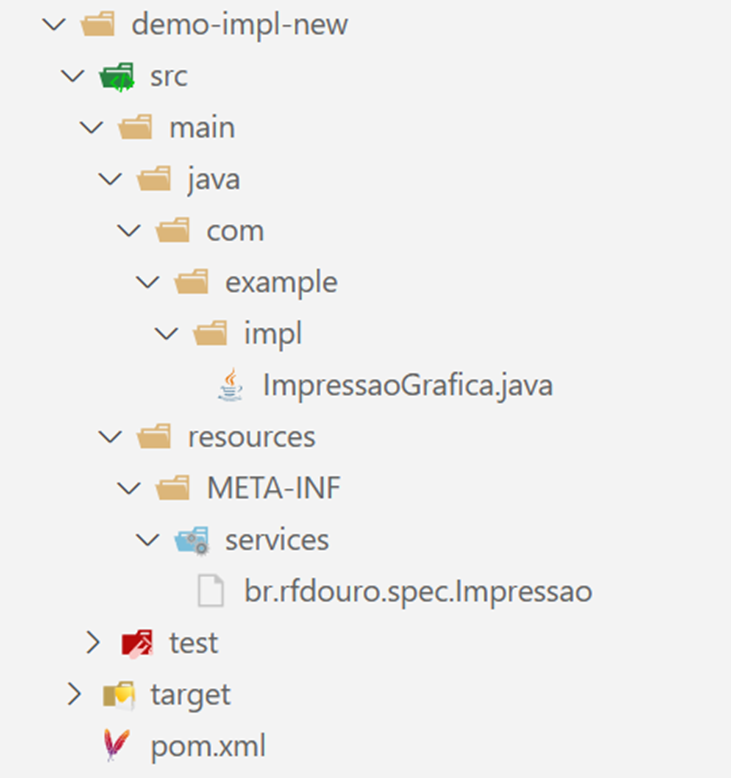 demo-impl-new
src
main
java
com
example
impl
ImpressaoGrafica.java
resources
META-INF
services
br.rfdouro.spec.Impressao
test
target
pom.xml